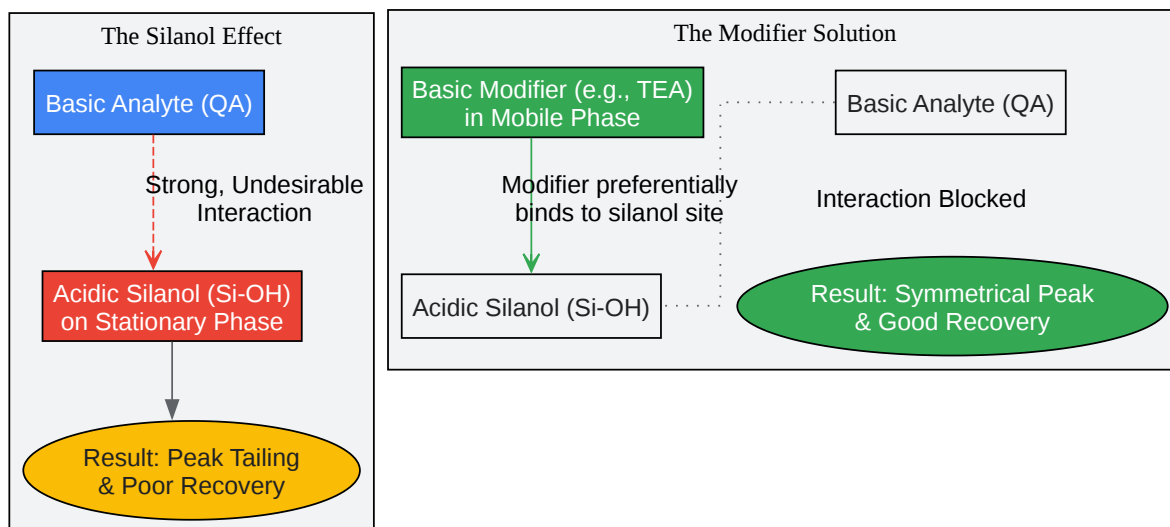 The Silanol Effect
Basic Analyte (QA)
Strong, Undesirable
Interaction
Acidic Silanol (Si-OH)
on Stationary Phase
Result: Peak Tailing
& Poor Recovery
The Modifier Solution
Basic Modifier (e.g., TEA)
in Mobile Phase
Basic Analyte (QA)
Modifier preferentially
binds to silanol site
Interaction Blocked
Acidic Silanol (Si-OH)
Result: Symmetrical Peak
& Good Recovery